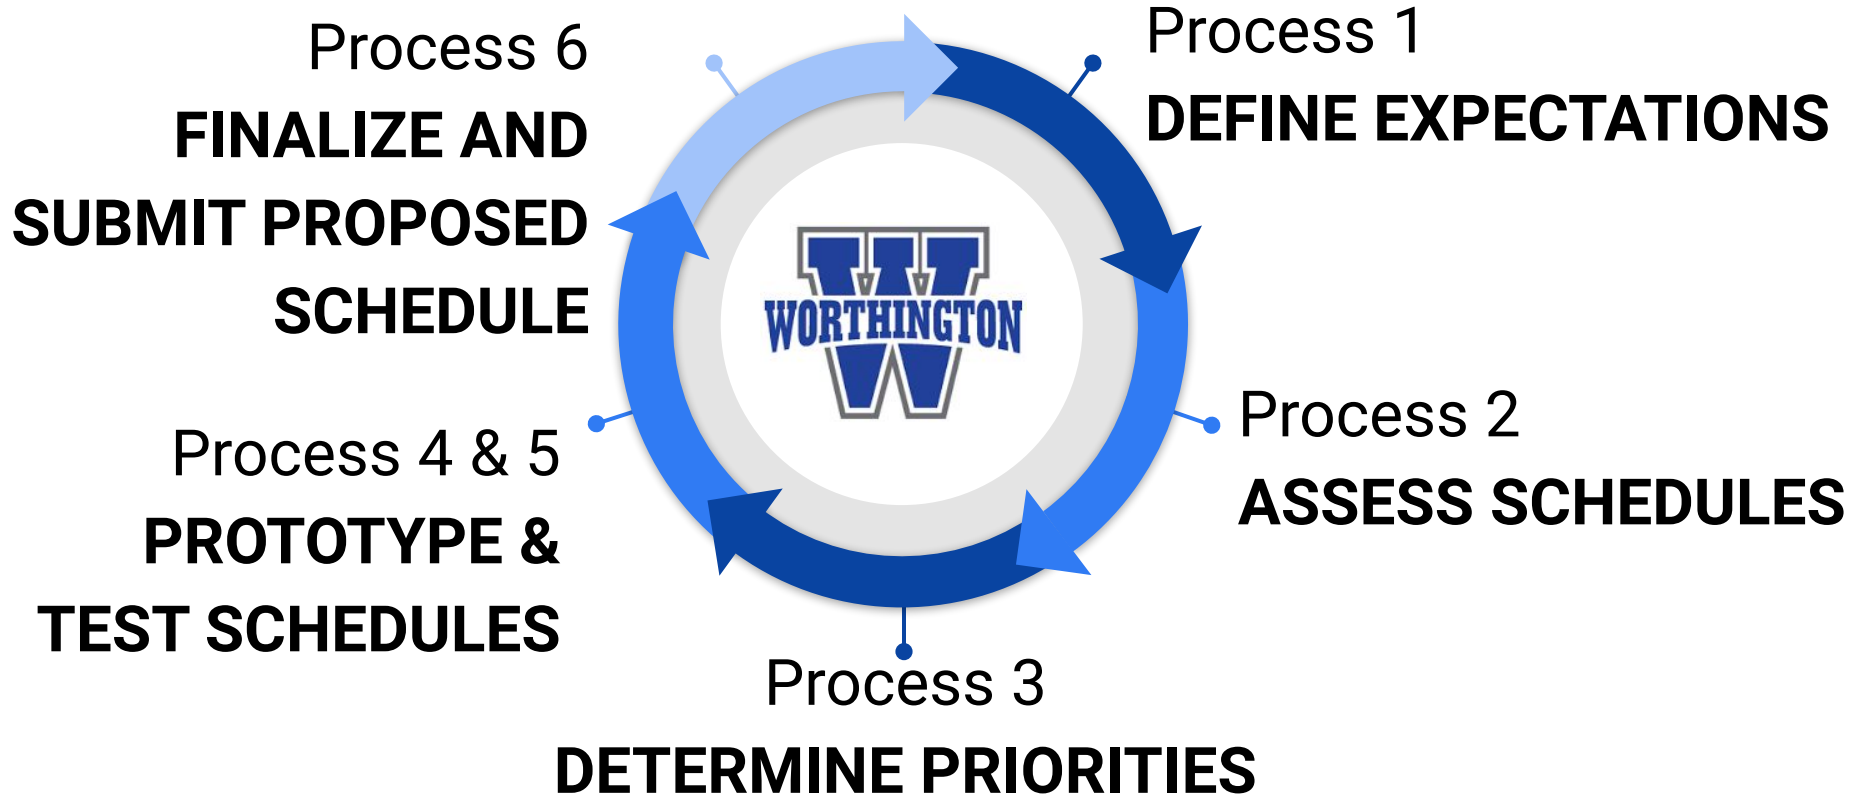 Process 1
DEFINE EXPECTATIONS
Process 2
ASSESS SCHEDULES
Process 3
DETERMINE PRIORITIES
Process 4 & 5
PROTOTYPE &
TEST SCHEDULES
Process 6
FINALIZE AND
SUBMIT PROPOSED
SCHEDULE
W
WORTHINGTON